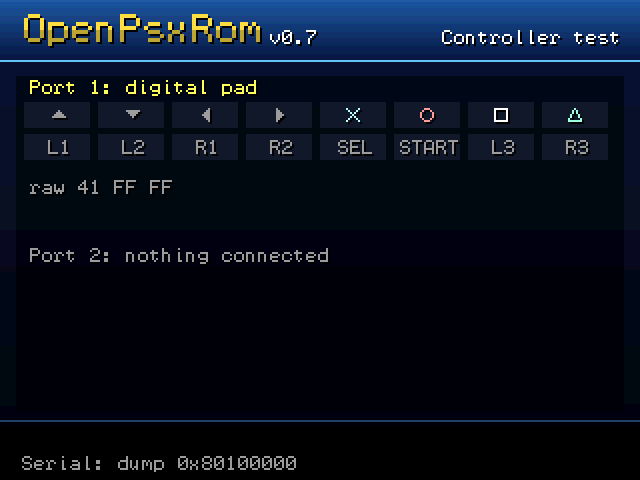 OpenPsxRom v0.7 Controller test
Port 1: digital pad
L1 L2 R1 R2 SEL START L3 R3
raw 41 FF FF
Port 2: nothing connected
Serial: dump 0x80100000